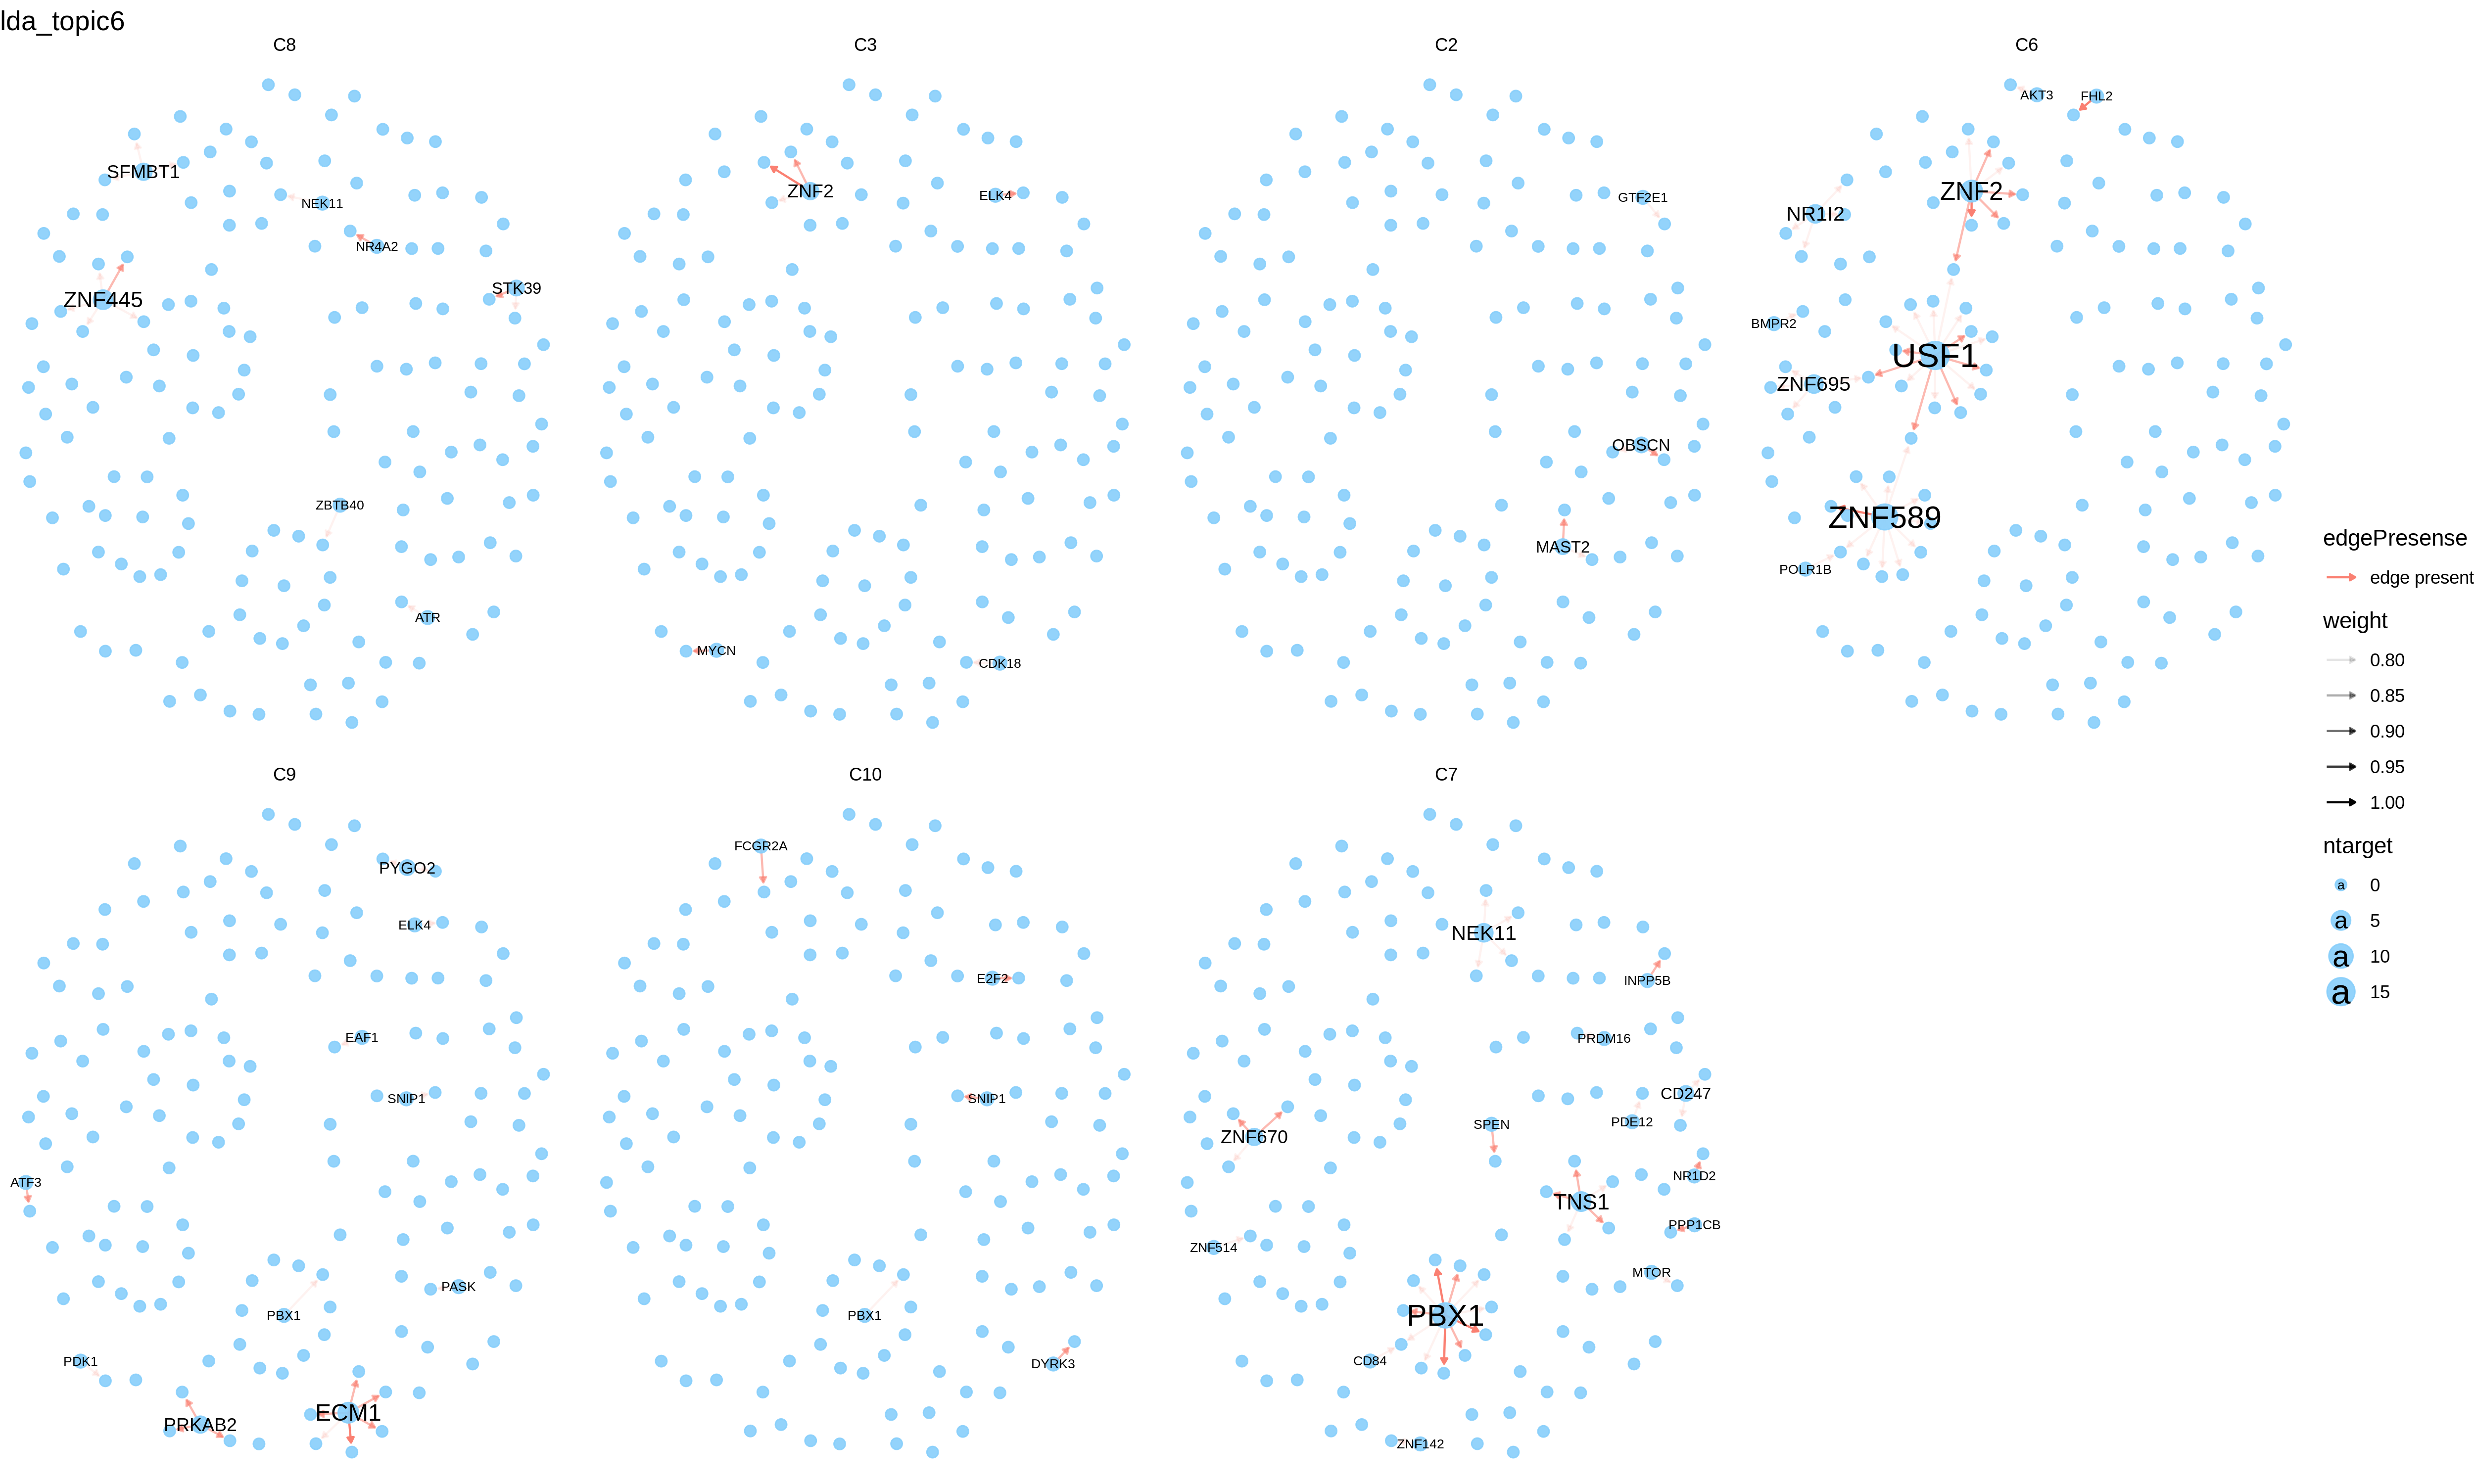 lda_topic6
C8
C3
C2
C6
SFMBT1
NEK11
NR4A2
ZNF445
STK39
ZBTB40
ATR
ZNF2
ELK4
MYCN
CDK18
GTF2E1
OBSCN
MAST2
AKT3
FHL2
ZNF2
NR1I2
BMPR2
USF1
ZNF695
ZNF589
POLR1B
C9
C10
C7
PYGO2
ELK4
EAF1
SNIP1
ATF3
PASK
PBX1
PDK1
PRKAB2
ECM1
FCGR2A
E2F2
SNIP1
PBX1
DYRK3
NEK11
INPP5B
PRDM16
CD247
PDE12
SPEN
ZNF670
NR1D2
TNS1
PPP1CB
ZNF514
MTOR
PBX1
CD84
ZNF142
edgePresense
edge present
weight
0.80
0.85
0.90
0.95
1.00
ntarget
a 0
a 5
a 10
a 15